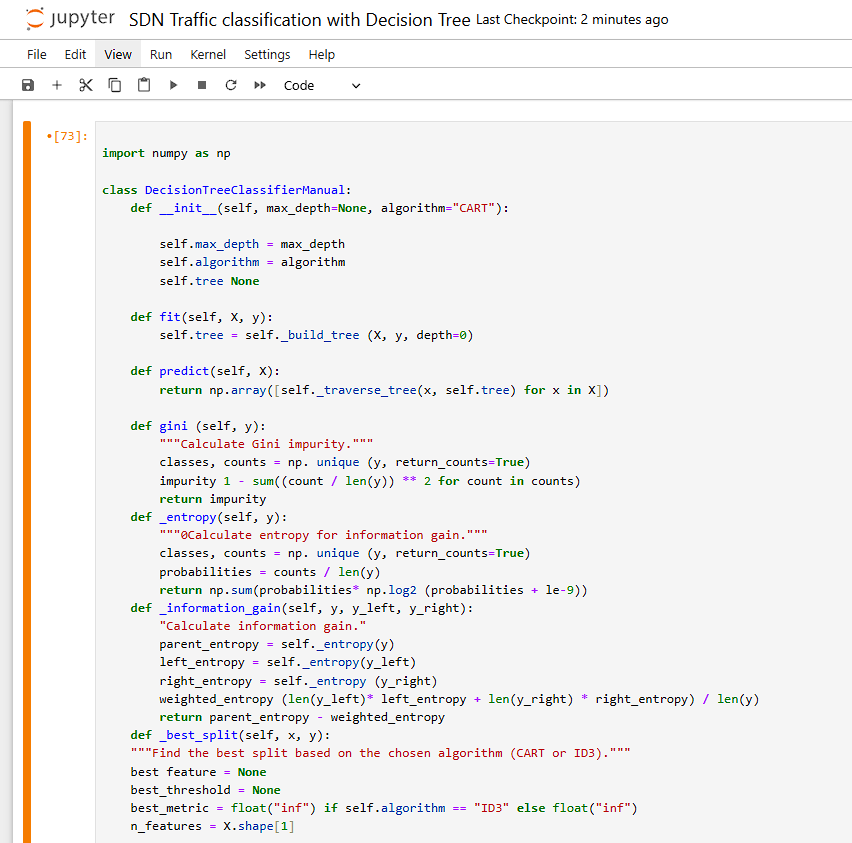 jupyter SDN Traffic classification with Decision Tree Last Checkpoint: 2 minutes ago
File Edit View Run Kernel Settings Help
Code
•[73]:
import numpy as np
class DecisionTreeClassifierManual:
    def __init__(self, max_depth=None, algorithm="CART"):
        self.max_depth = max_depth
        self.algorithm = algorithm
        self.tree None
    def fit(self, X, y):
        self.tree = self._build_tree (X, y, depth=0)
    def predict(self, X):
        return np.array([self._traverse_tree(x, self.tree) for x in X])
    def gini (self, y):
        """Calculate Gini impurity."""
        classes, counts = np. unique (y, return_counts=True)
        impurity 1 - sum((count / len(y)) ** 2 for count in counts)
        return impurity
    def _entropy(self, y):
        """0Calculate entropy for information gain."""
        classes, counts = np. unique (y, return_counts=True)
        probabilities = counts / len(y)
        return np.sum(probabilities* np.log2 (probabilities + le-9))
    def _information_gain(self, y, y_left, y_right):
        "Calculate information gain."
        parent_entropy = self._entropy(y)
        left_entropy = self._entropy(y_left)
        right_entropy = self._entropy (y_right)
        weighted_entropy (len(y_left)* left_entropy + len(y_right) * right_entropy) / len(y)
        return parent_entropy - weighted_entropy
    def _best_split(self, x, y):
    """Find the best split based on the chosen algorithm (CART or ID3)."""
    best feature = None
    best_threshold = None
    best_metric = float("inf") if self.algorithm == "ID3" else float("inf")
    n_features = X.shape[1]